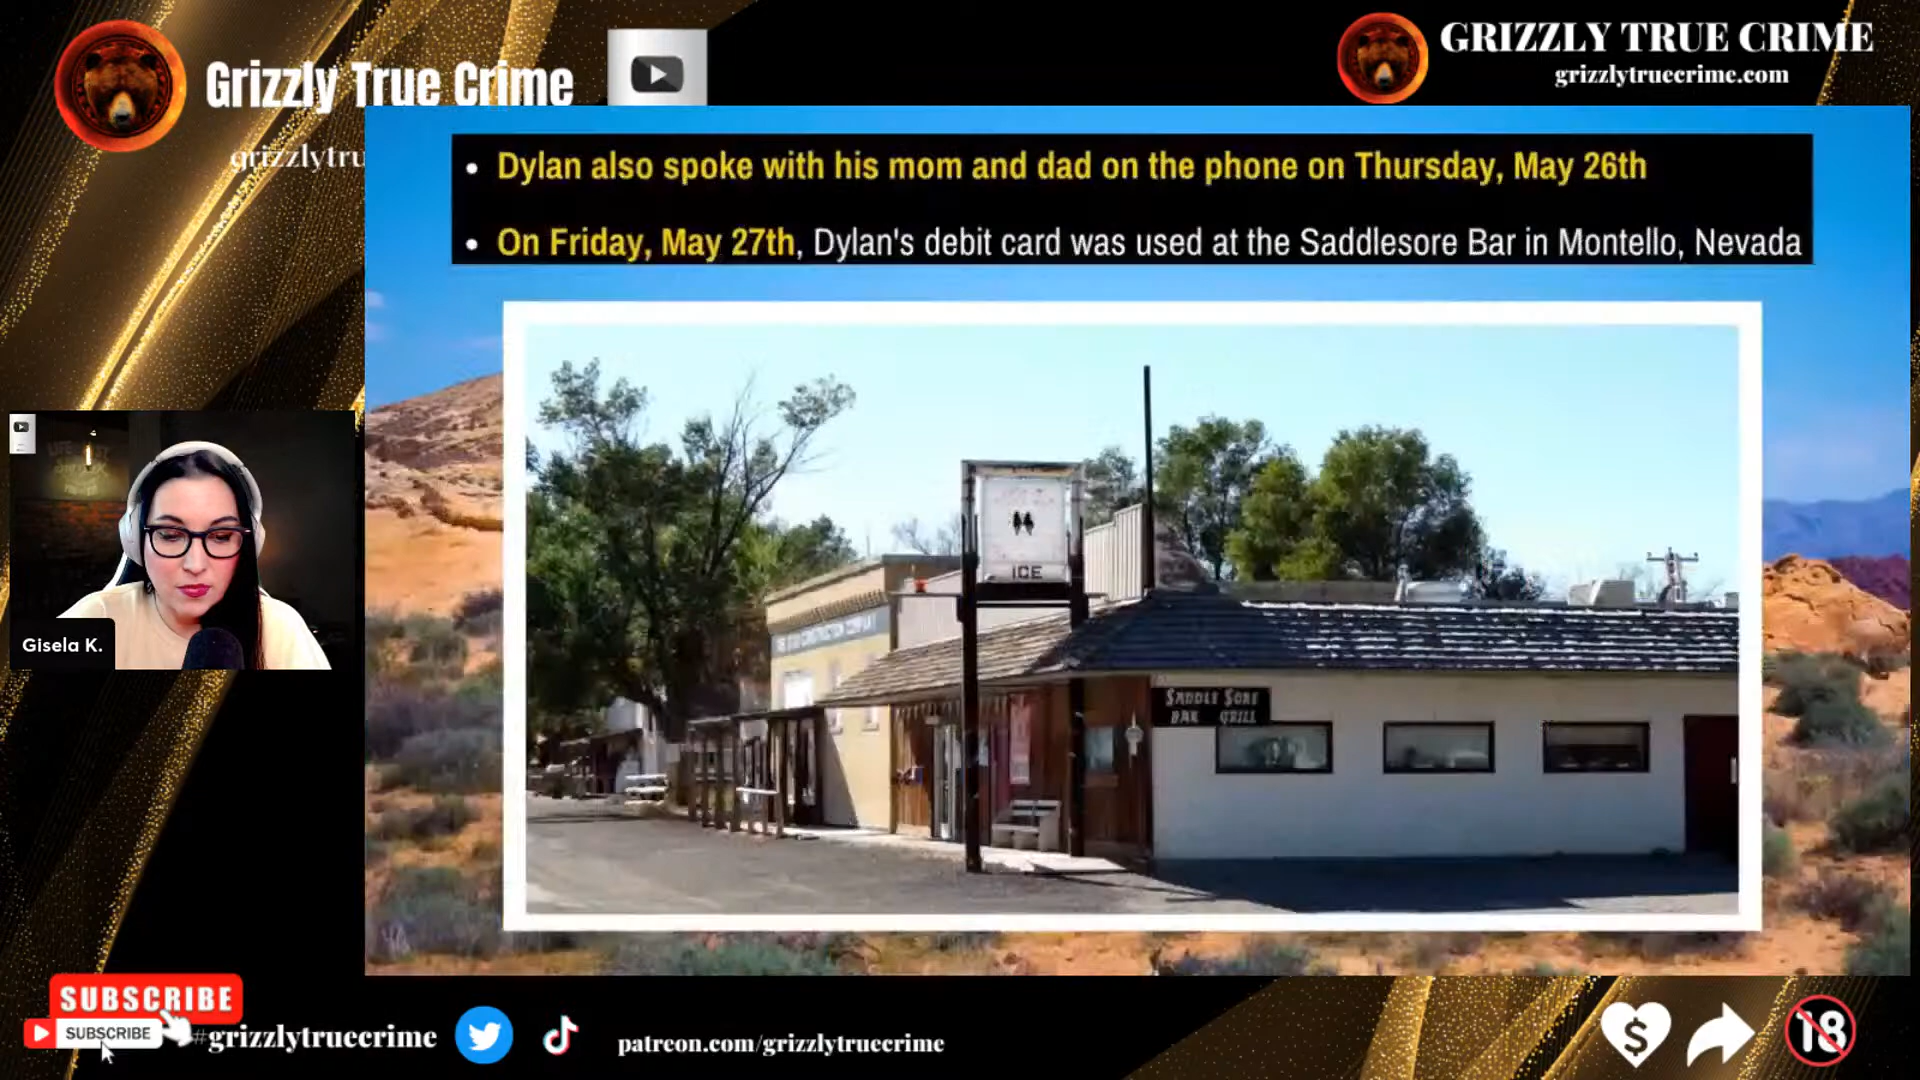 Grizzly True Crime
grizzlytru
GRIZZLY TRUE CRIME
grizzlytruecrime.com
• Dylan also spoke with his mom and dad on the phone on Thursday, May 26th
• On Friday, May 27th, Dylan's debit card was used at the Saddlesore Bar in Montello, Nevada
ICE
SADDLE SORE
BAR GRILL
Gisela K.
SUBSCRIBE
SUBSCRIBE
#grizzlytruecrime
patreon.com/grizzlytruecrime
18